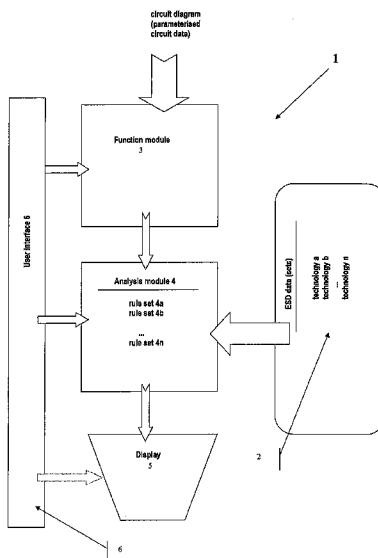 circuit diagram
(parameterised
circuit data)
1
Function module
3
User interface 6
Analysis module 4
rule set 4a
rule set 4b
...
rule set 4n
ESD data (sets)
technology a
technology b
...
technology n
Display
5
2
6